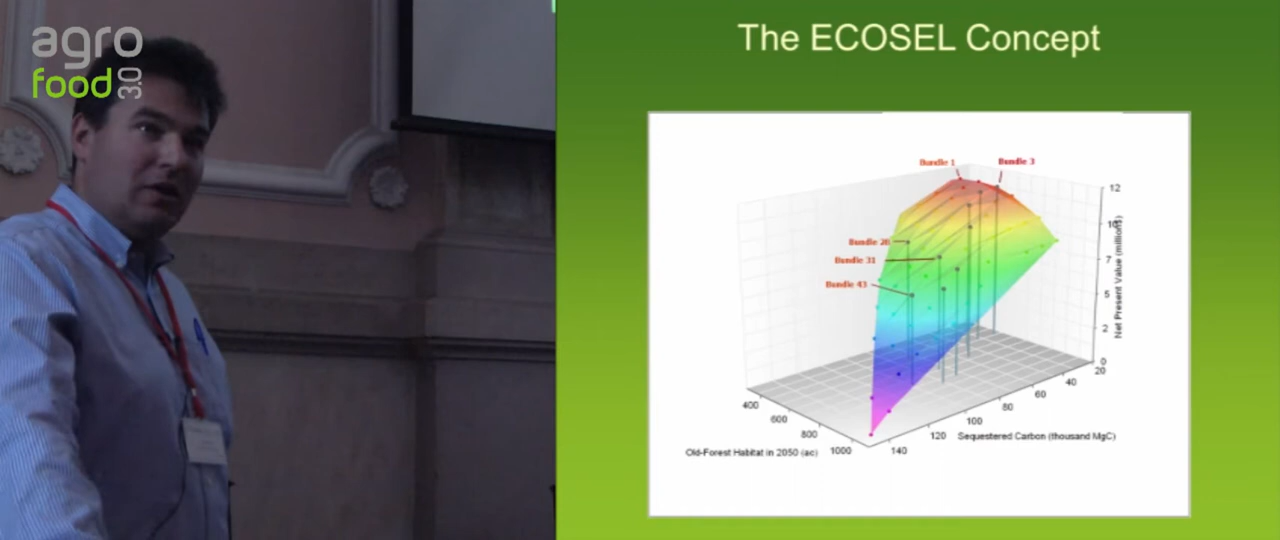 agro
food 3.0
The ECOSEL Concept
Bundle 1
Bundle 3
Bundle 28
Bundle 31
Bundle 43
12
10
7
5
2
0
Net Present Value (millions)
20
40
60
80
100
120
140
Sequestered Carbon (thousand MgC)
400
600
800
1000
Old-Forest Habitat in 2050 (ac)